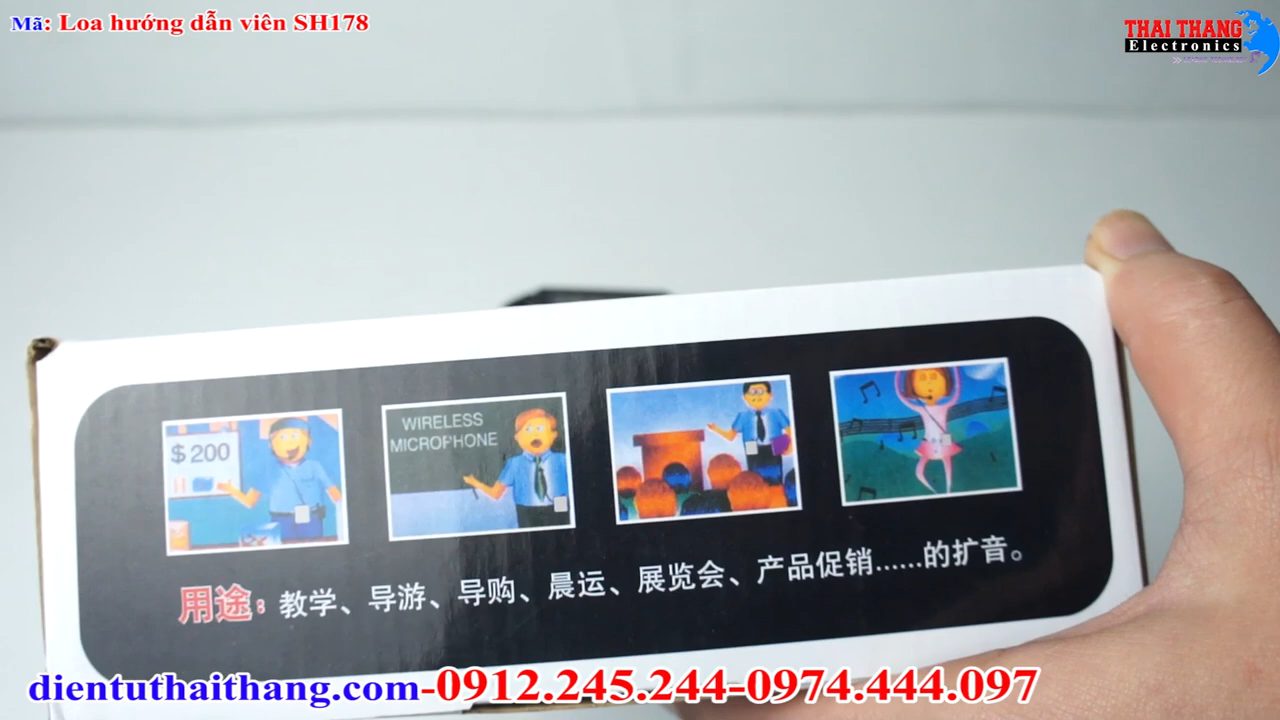 Mã: Loa hướng dẫn viên SH178
THAI THANG
Electronics
$200
WIRELESS
MICROPHONE
用途：教学、导游、导购、晨运、展览会、产品促销……的扩音。
dientuthaithang.com-0912.245.244-0974.444.097